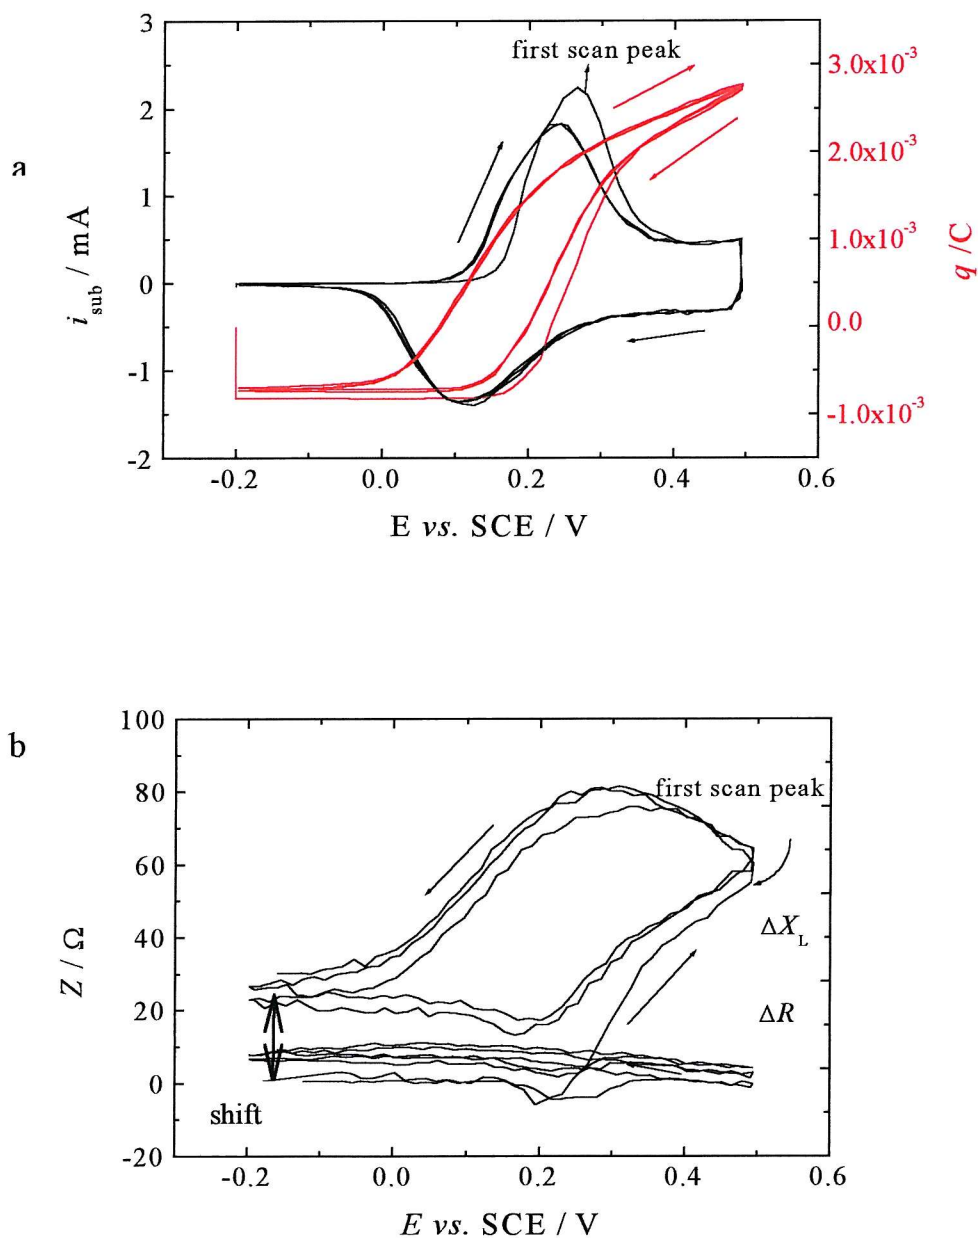 a
3
2
1
0
-1
-2
i sub / mA
first scan peak
3.0x10-3
2.0x10-3
1.0x10-3
0.0
-1.0x10-3
q /C
-0.2 0.0 0.2 0.4 0.6
E vs. SCE / V
b
100
80
60
40
20
0
-20
Z / Ω
first scan peak
ΔXL
ΔR
shift
-0.2 0.0 0.2 0.4 0.6
E vs. SCE / V